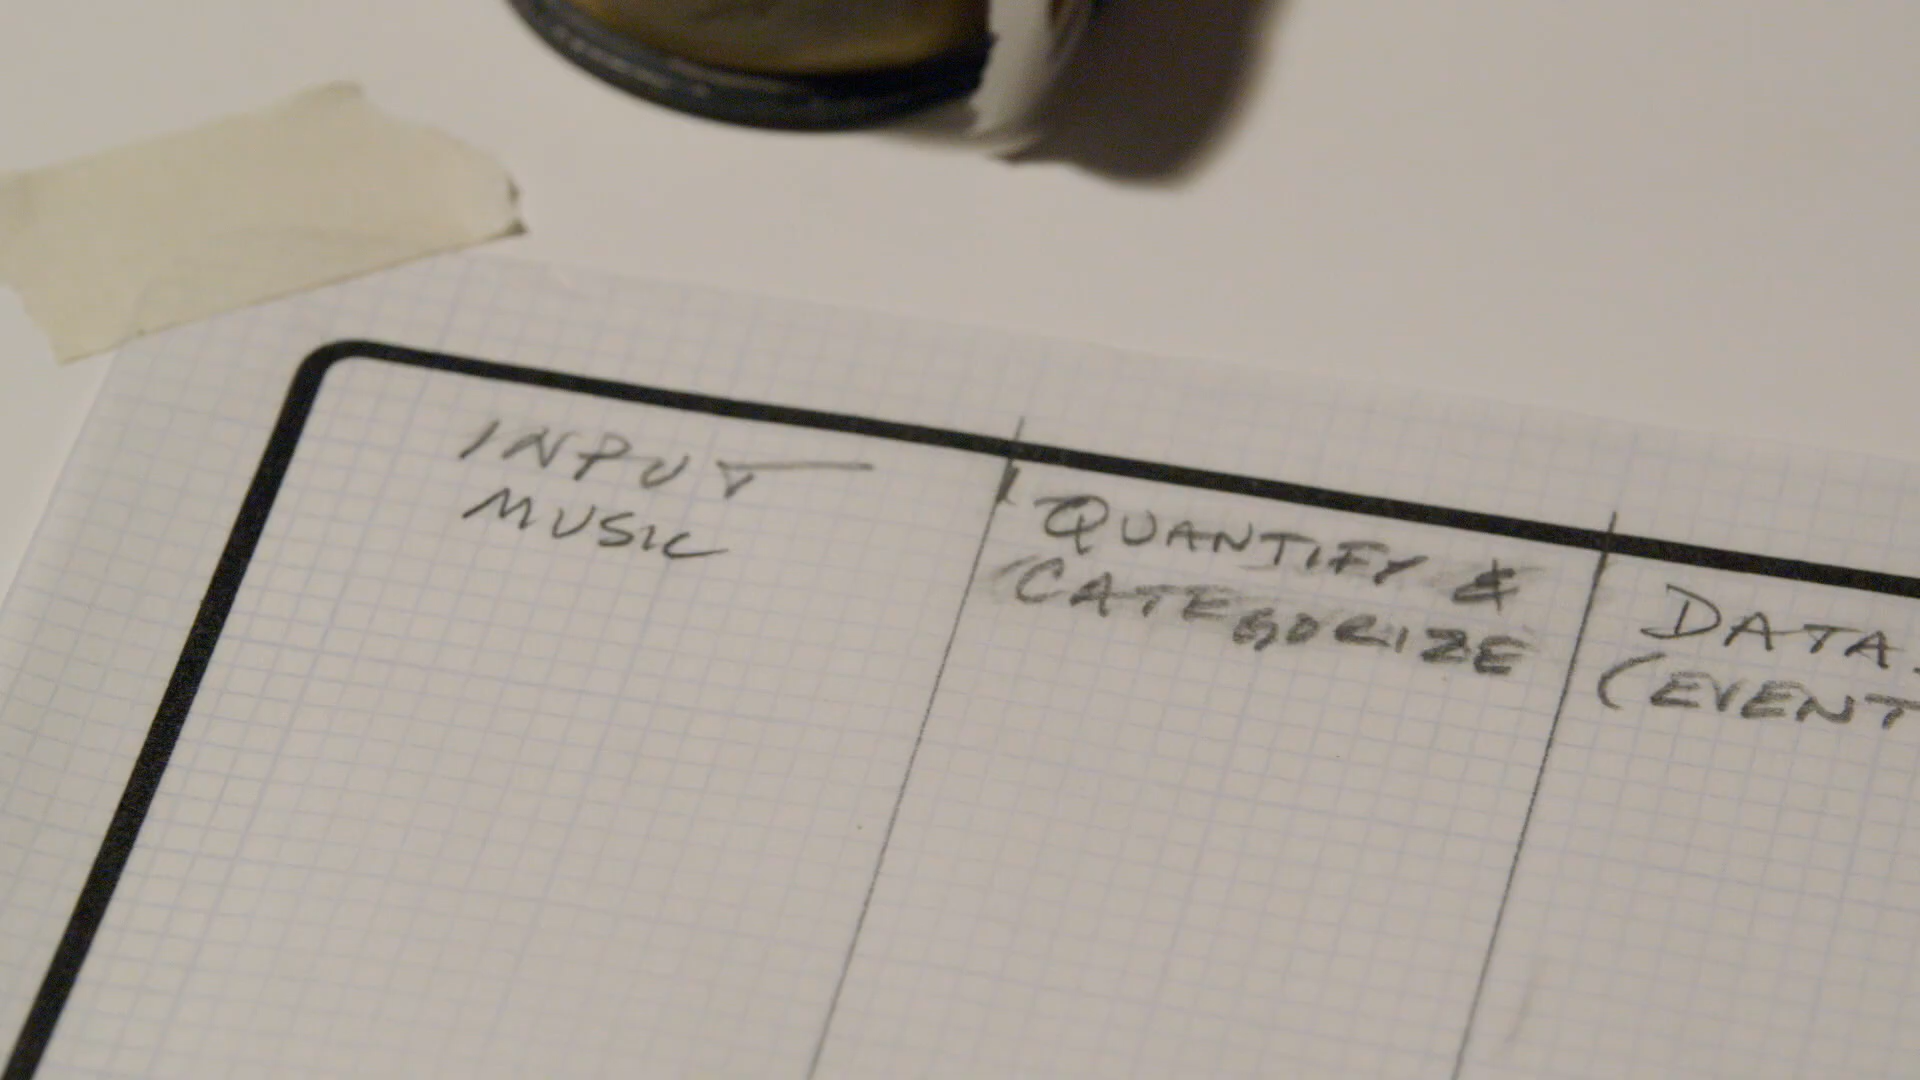 INPUT
MUSIC
QUANTIFY &
CATEGORIZE
DATA
(EVENT